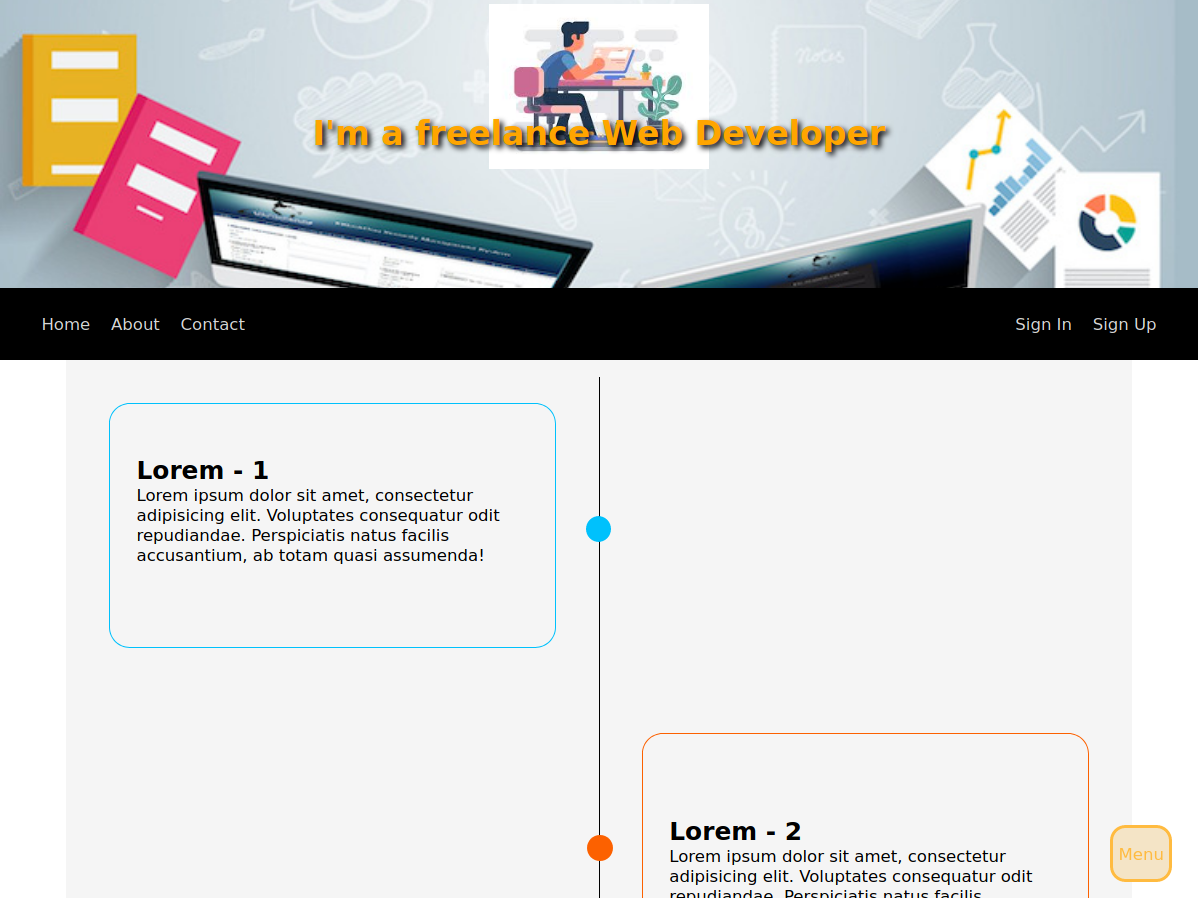 Notes
I'm a freelance Web Developer
Home About Contact Sign In Sign Up
Lorem - 1
Lorem ipsum dolor sit amet, consectetur
adipisicing elit. Voluptates consequatur odit
repudiandae. Perspiciatis natus facilis
accusantium, ab totam quasi assumenda!
Lorem - 2
Lorem ipsum dolor sit amet, consectetur
adipisicing elit. Voluptates consequatur odit
repudiandae. Perspiciatis natus facilis
Menu